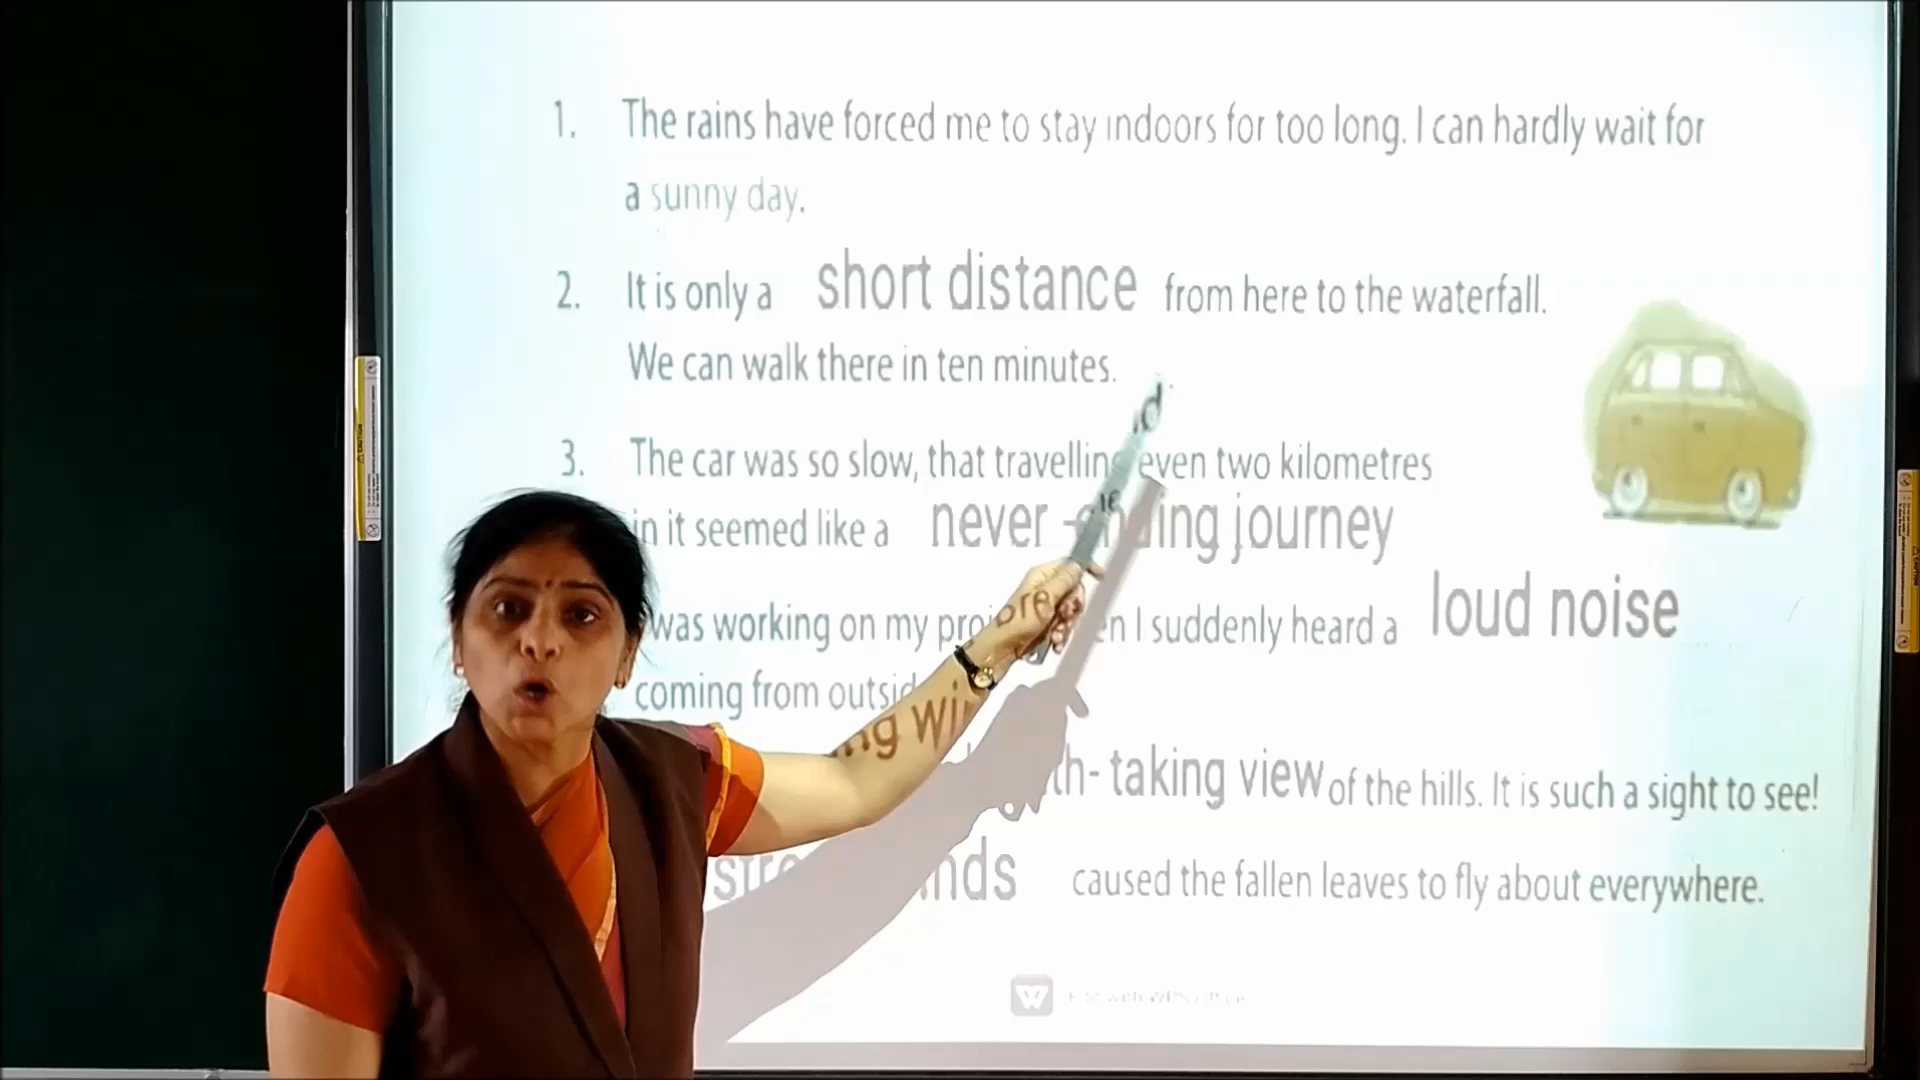 1. The rains have forced me to stay indoors for too long. I can hardly wait for
a sunny day.
2. It is only a short distance from here to the waterfall.
We can walk there in ten minutes.
3. The car was so slow, that travelling even two kilometres
in it seemed like a never journey
was working on my I suddenly heard a loud noise
coming from
taking view of the hills. It is such a sight to see!
caused the fallen leaves to fly about everywhere.